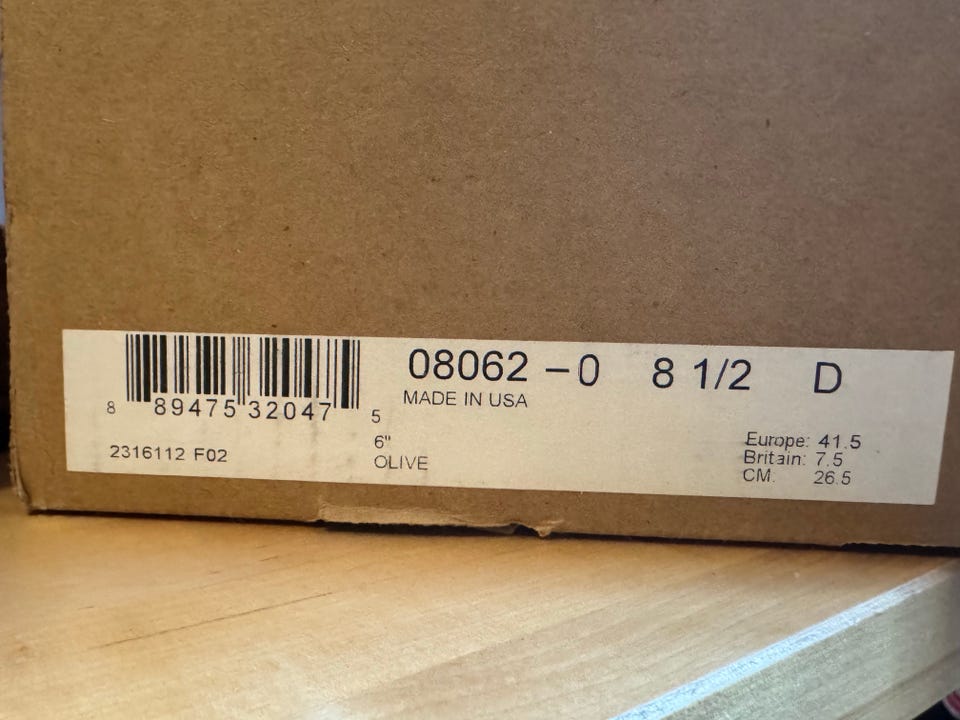 08062 – 0 8 1/2 D
MADE IN USA
8 89475 32047 5
6"
OLIVE
2316112 F02
Europe: 41.5
Britain: 7.5
CM. 26.5